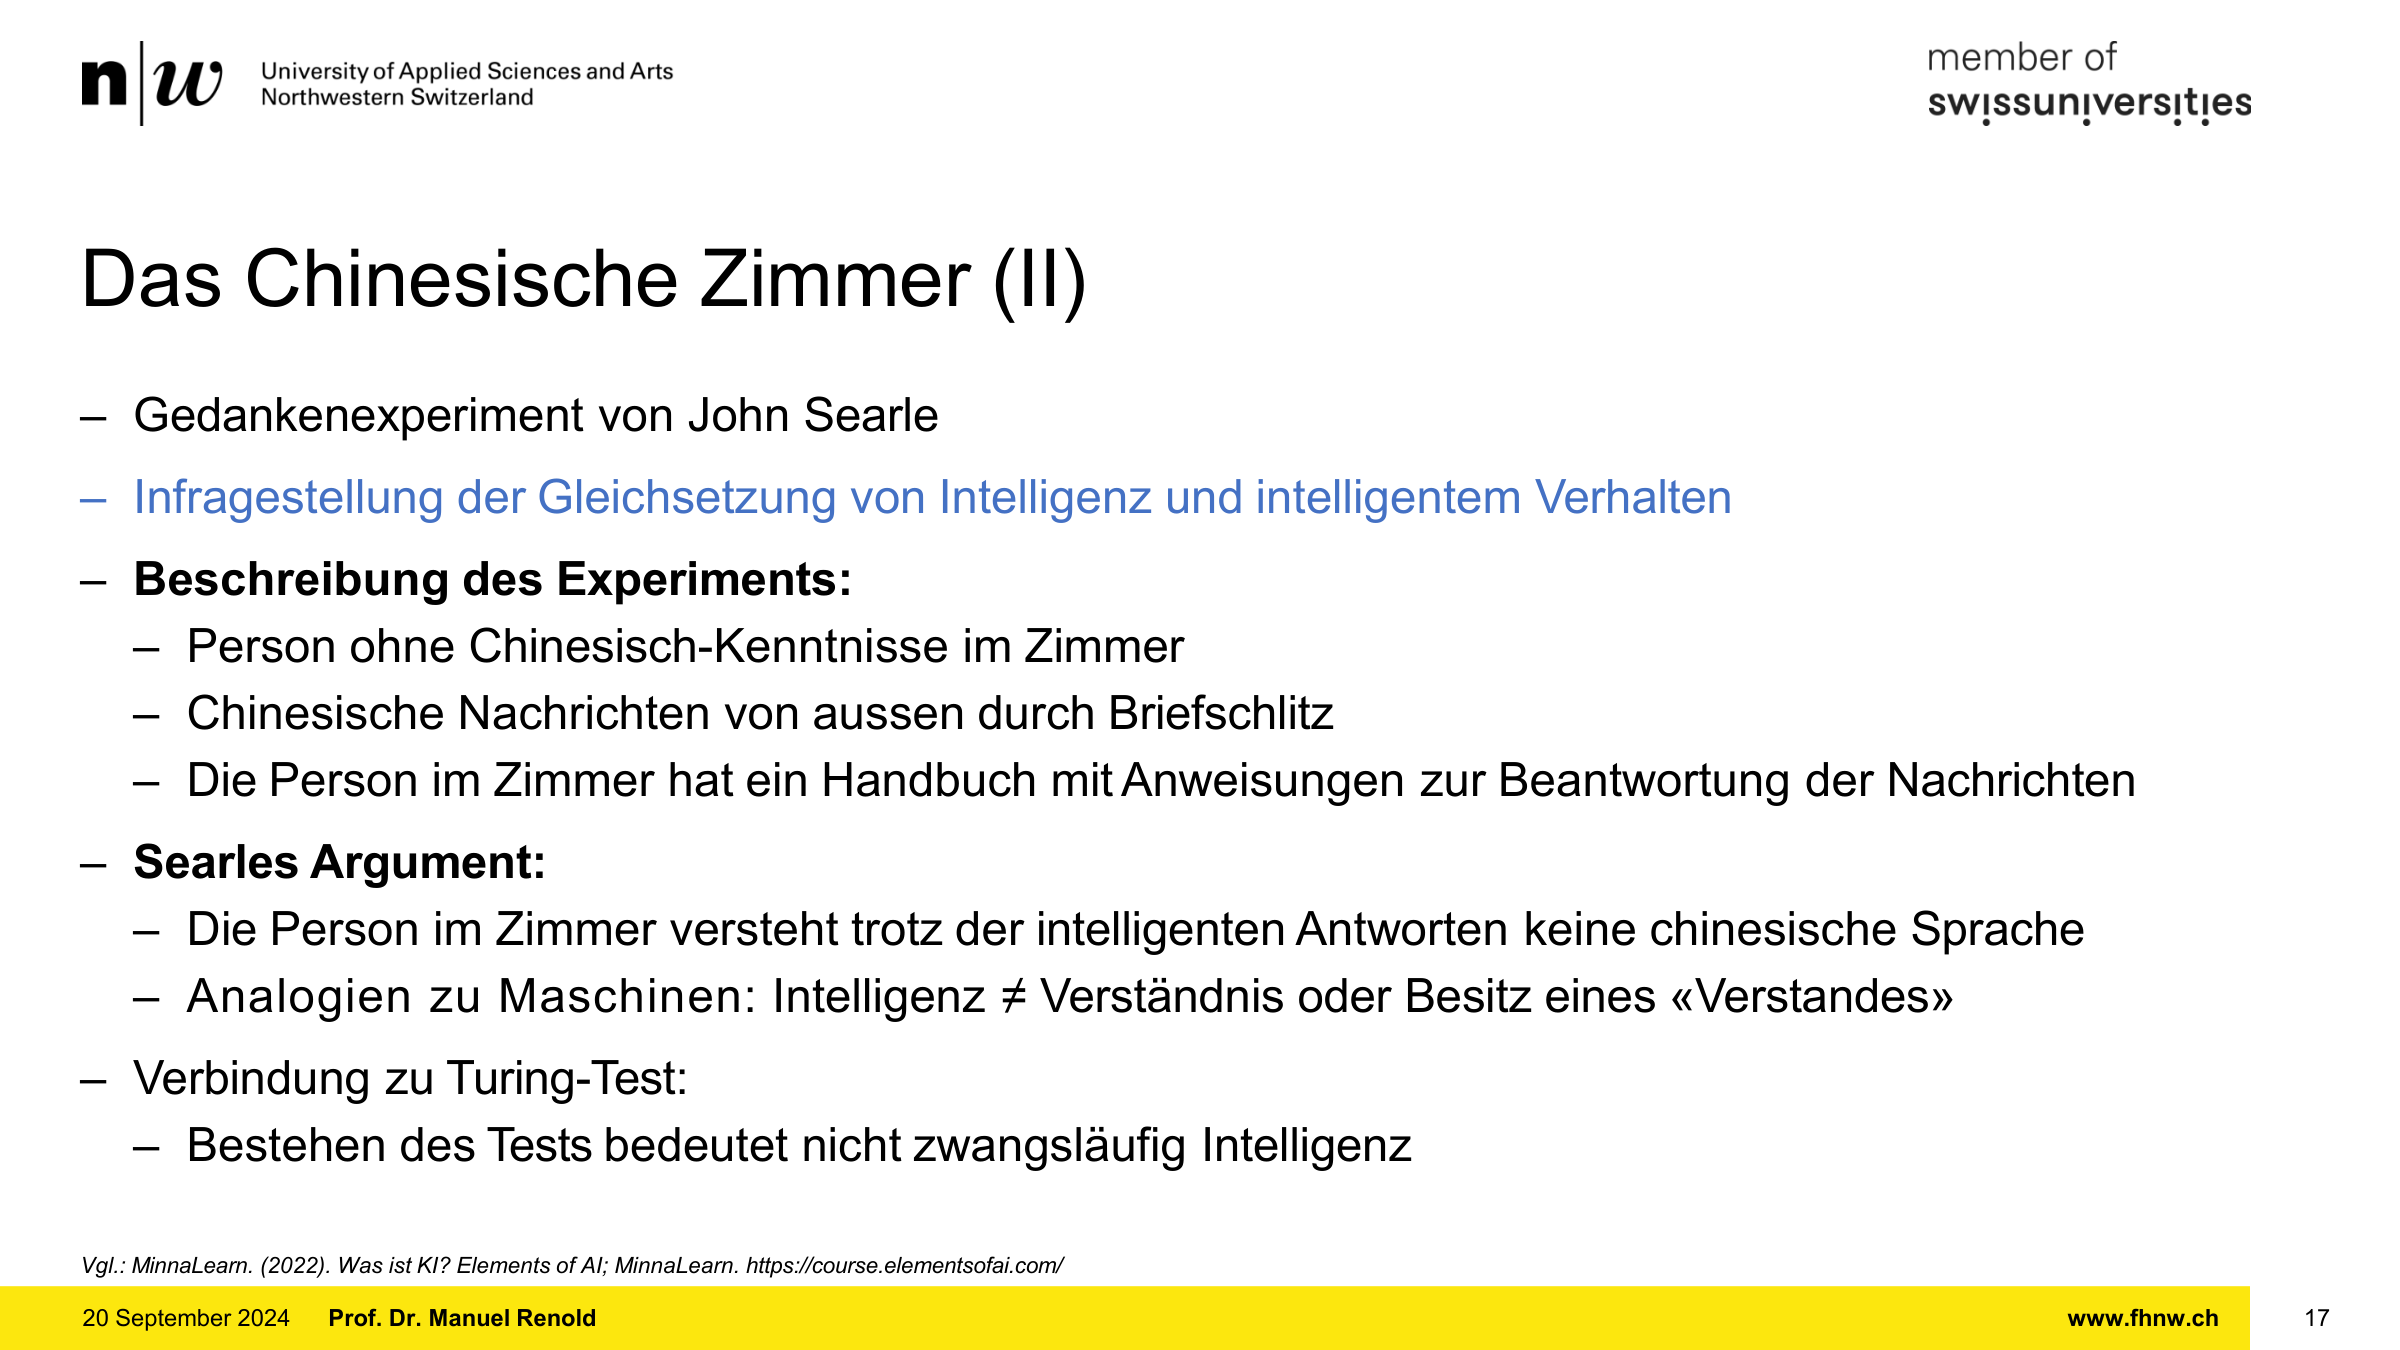 n|w University of Applied Sciences and Arts
Northwestern Switzerland
member of
swissuniversities
Das Chinesische Zimmer (II)
– Gedankenexperiment von John Searle
– Infragestellung der Gleichsetzung von Intelligenz und intelligentem Verhalten
– Beschreibung des Experiments:
– Person ohne Chinesisch-Kenntnisse im Zimmer
– Chinesische Nachrichten von aussen durch Briefschlitz
– Die Person im Zimmer hat ein Handbuch mit Anweisungen zur Beantwortung der Nachrichten
– Searles Argument:
– Die Person im Zimmer versteht trotz der intelligenten Antworten keine chinesische Sprache
– Analogien zu Maschinen: Intelligenz ≠ Verständnis oder Besitz eines «Verstandes»
– Verbindung zu Turing-Test:
– Bestehen des Tests bedeutet nicht zwangsläufig Intelligenz
Vgl.: MinnaLearn. (2022). Was ist KI? Elements of AI; MinnaLearn. https://course.elementsofai.com/
20 September 2024 Prof. Dr. Manuel Renold www.fhnw.ch 17